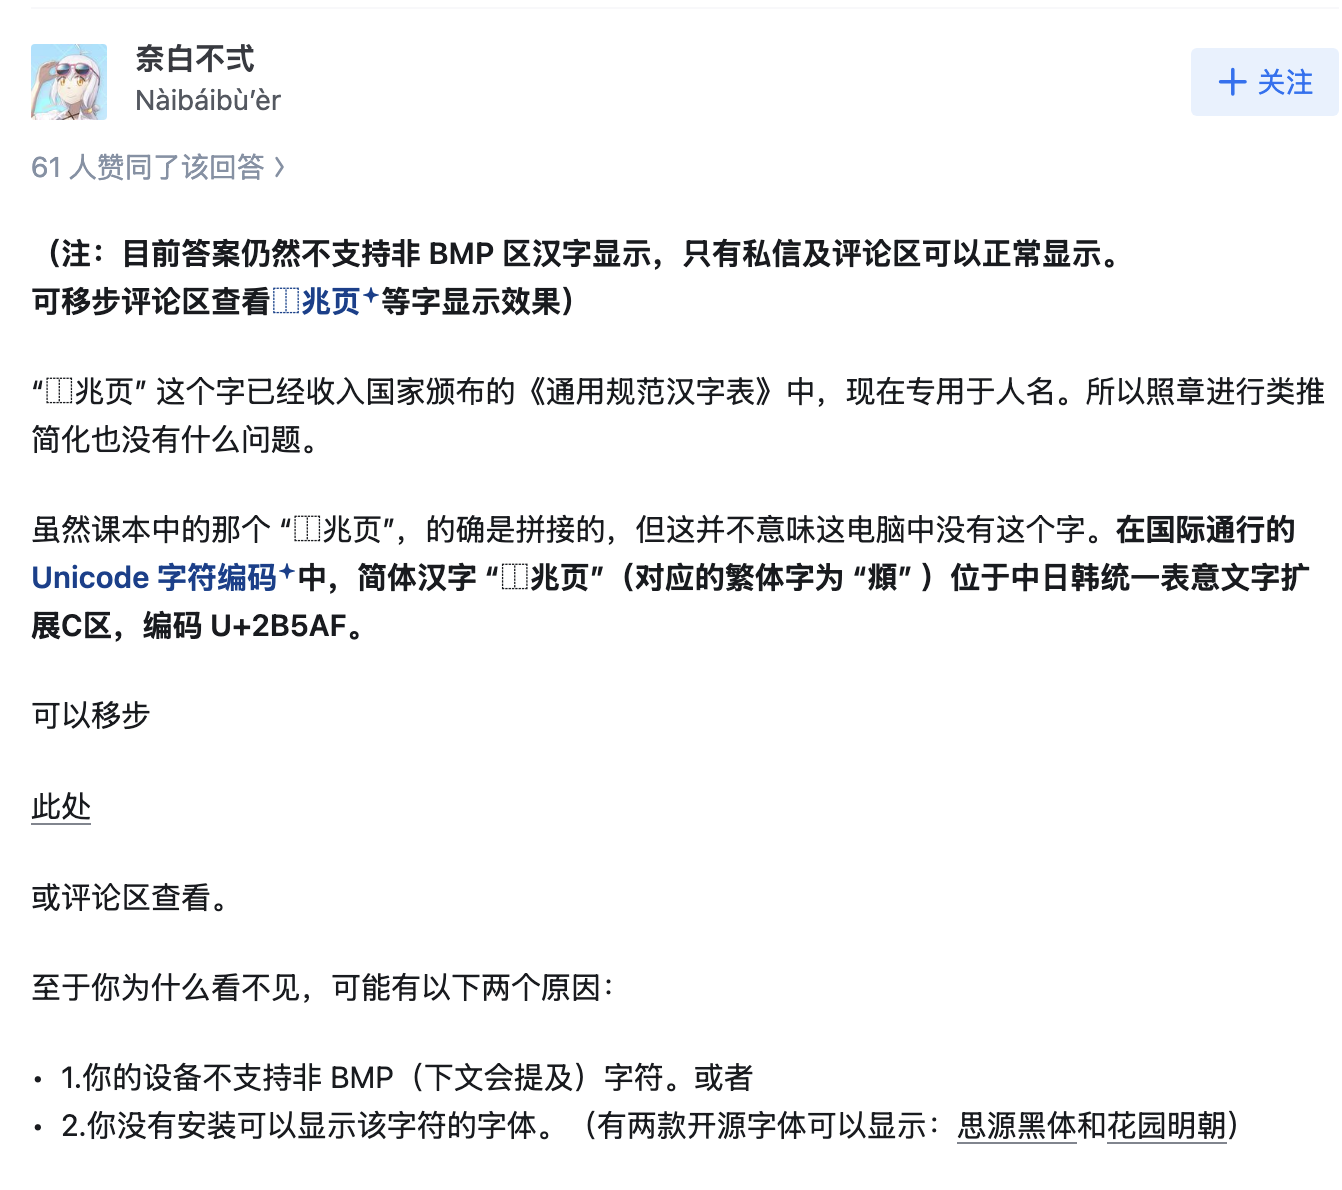 奈白不弍
Nàibáibù'èr
关注
61 人赞同了该回答
（注：目前答案仍然不支持非 BMP 区汉字显示，只有私信及评论区可以正常显示。
可移步评论区查看⿰兆页等字显示效果）
“⿰兆页” 这个字已经收入国家颁布的《通用规范汉字表》中，现在专用于人名。所以照章进行类推
简化也没有什么问题。
虽然课本中的那个 “⿰兆页”，的确是拼接的，但这并不意味这电脑中没有这个字。在国际通行的
Unicode 字符编码中，简体汉字 “⿰兆页”（对应的繁体字为 “頫” ）位于中日韩统一表意文字扩
展C区，编码 U+2B5AF。
可以移步
此处
或评论区查看。
至于你为什么看不见，可能有以下两个原因：
• 1.你的设备不支持非 BMP（下文会提及）字符。或者
• 2.你没有安装可以显示该字符的字体。（有两款开源字体可以显示：思源黑体和花园明朝）